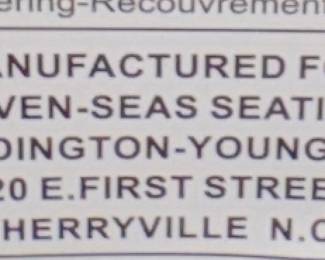 ering-Recouvrement
ANUFACTURED F
VEN-SEAS SEATI
DINGTON-YOUNG
20 E.FIRST STREE
HERRYVILLE N.C